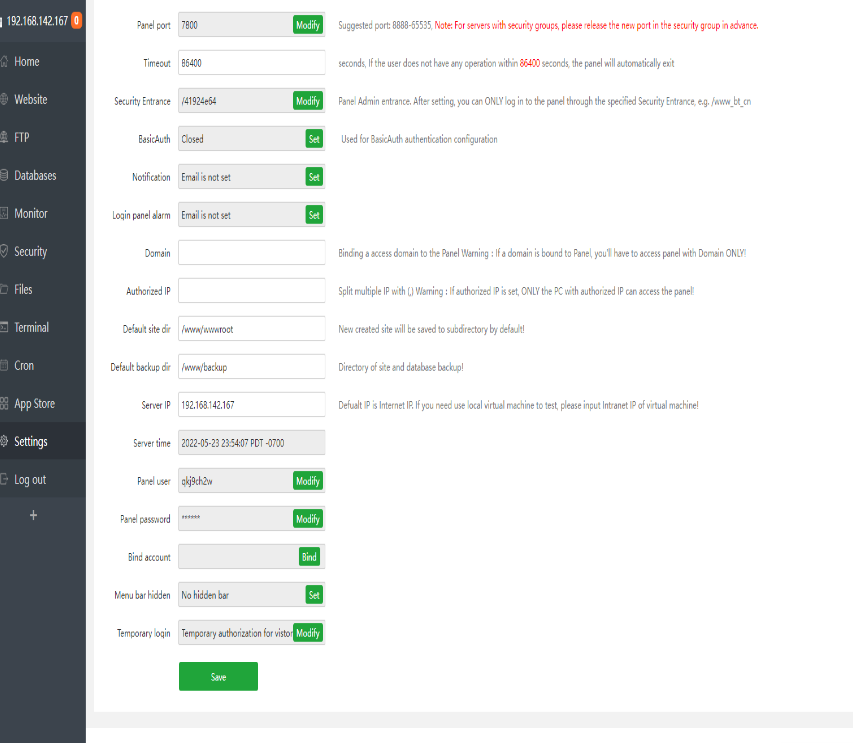 192.168.142.167 0
Home
Website
FTP
Databases
Monitor
Security
Files
Terminal
Cron
App Store
Settings
Log out
+
Panel port 7800 Modify Suggested port: 8888-65535, Note: For servers with security groups, please release the new port in the security group in advance.
Timeout 86400 seconds, If the user does not have any operation within 86400 seconds, the panel will automatically exit
Security Entrance /41924e64 Modify Panel Admin entrance. After setting, you can ONLY log in to the panel through the specified Security Entrance, e.g. /www_bt_cn
BasicAuth Closed Set Used for BasicAuth authentication configuration
Notification Email is not set Set
Login panel alarm Email is not set Set
Domain Binding a access domain to the Panel Warning : If a domain is bound to Panel, you'll have to access panel with Domain ONLY!
Authorized IP Split multiple IP with (,) Warning : If authorized IP is set, ONLY the PC with authorized IP can access the panel!
Default site dir /www/wwwroot New created site will be saved to subdirectory by default!
Default backup dir /www/backup Directory of site and database backup!
Server IP 192.168.142.167 Defualt IP is Internet IP. If you need use local virtual machine to test, please input Intranet IP of virtual machine!
Server time 2022-05-23 23:54:07 PDT -0700
Panel user qkj9ch2w Modify
Panel password ****** Modify
Bind account Bind
Menu bar hidden No hidden bar Set
Temporary login Temporary authorization for vistor Modify
Save